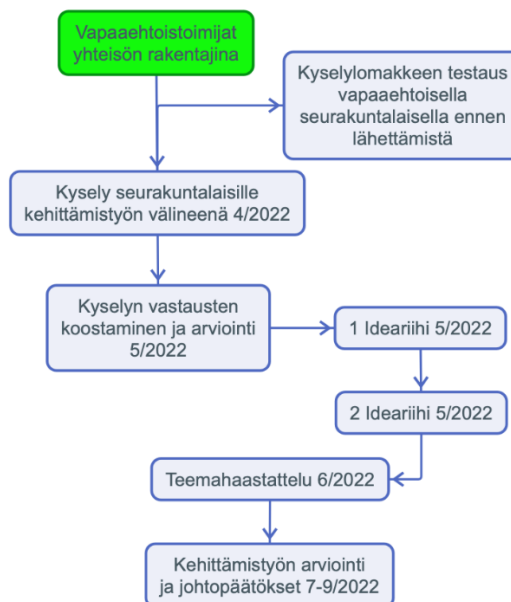 Vapaaehtoistoimijat
yhteisön rakentajina
Kyselylomakkeen testaus
vapaaehtoisella
seurakuntalaisella ennen
lähettämistä
Kysely seurakuntalaisille
kehittämistyön välineenä 4/2022
Kyselyn vastausten
koostaminen ja arviointi
5/2022
1 Ideariihi 5/2022
2 Ideariihi 5/2022
Teemahaastattelu 6/2022
Kehittämistyön arviointi
ja johtopäätökset 7-9/2022